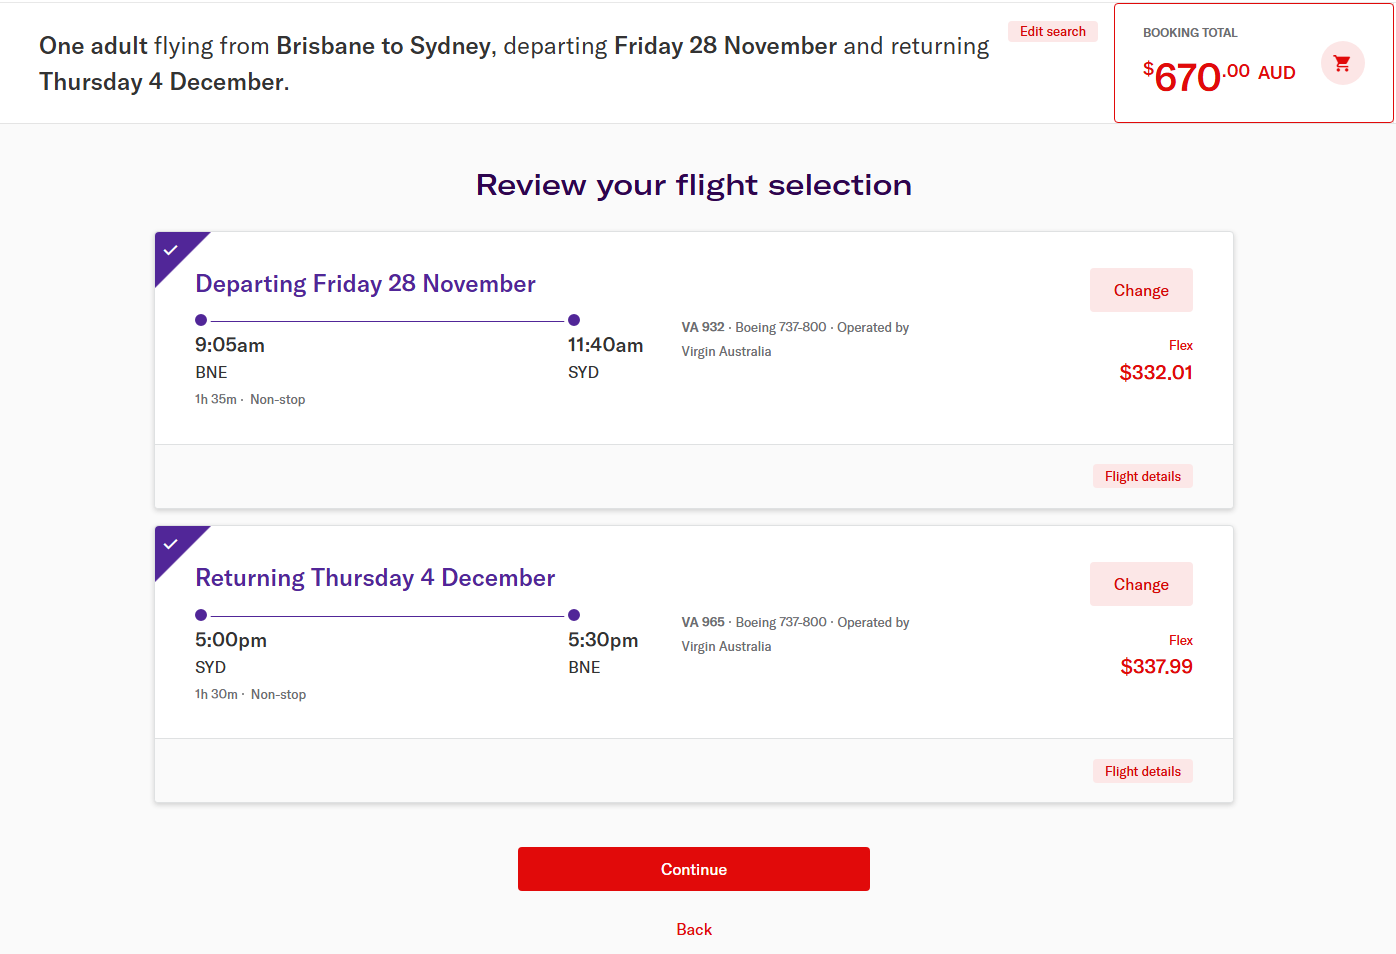 One adult flying from Brisbane to Sydney, departing Friday 28 November and returning
Thursday 4 December.
Edit search
BOOKING TOTAL
$670.00 AUD
Review your flight selection
Departing Friday 28 November
Change
9:05am
BNE
1h 35m · Non-stop
11:40am
SYD
VA 932 · Boeing 737-800 · Operated by
Virgin Australia
Flex
$332.01
Flight details
Returning Thursday 4 December
Change
5:00pm
SYD
1h 30m · Non-stop
5:30pm
BNE
VA 965 · Boeing 737-800 · Operated by
Virgin Australia
Flex
$337.99
Flight details
Continue
Back